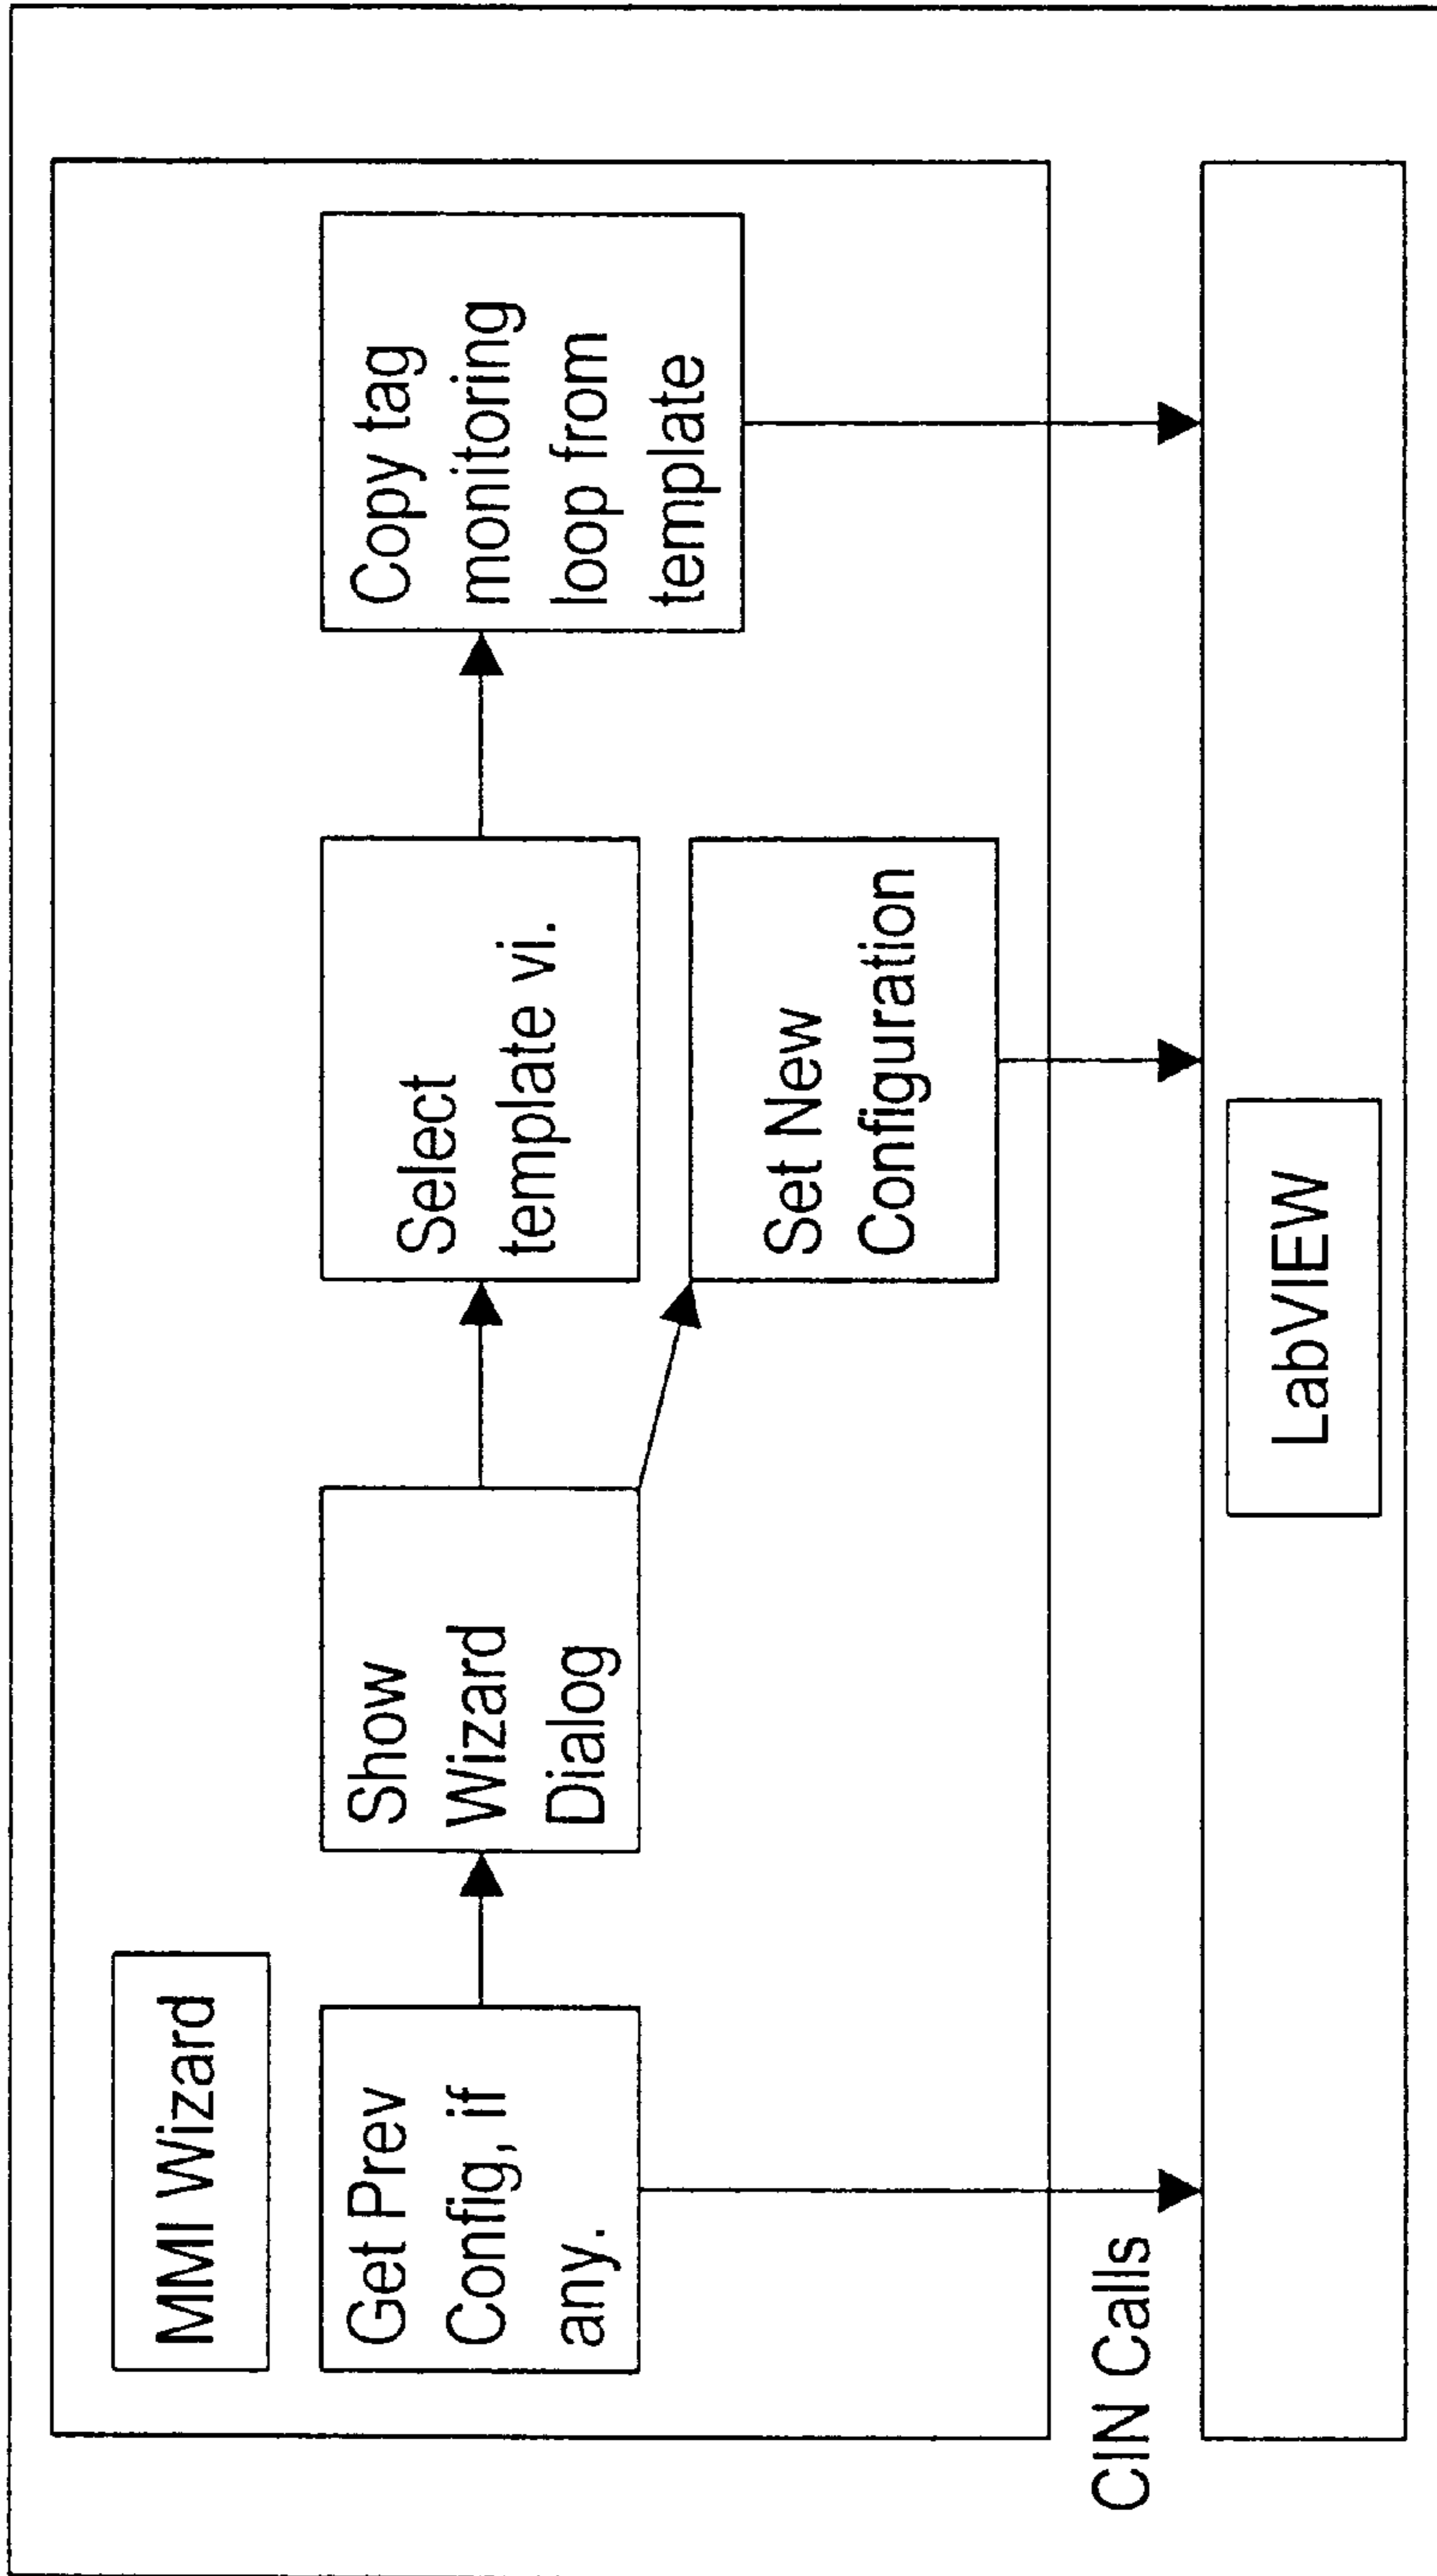 MMI Wizard
Get Prev
Config, if
any.
Show
Wizard
Dialog
Select
template vi.
Copy tag
monitoring
loop from
template
Set New
Configuration
CIN Calls
LabVIEW